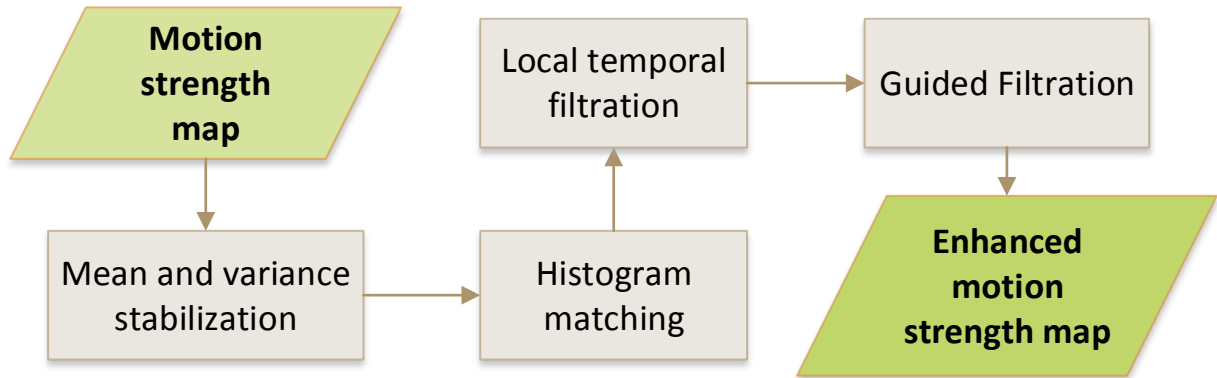 Motion
strength
map
Mean and variance
stabilization
Histogram
matching
Local temporal
filtration
Guided Filtration
Enhanced
motion
strength map